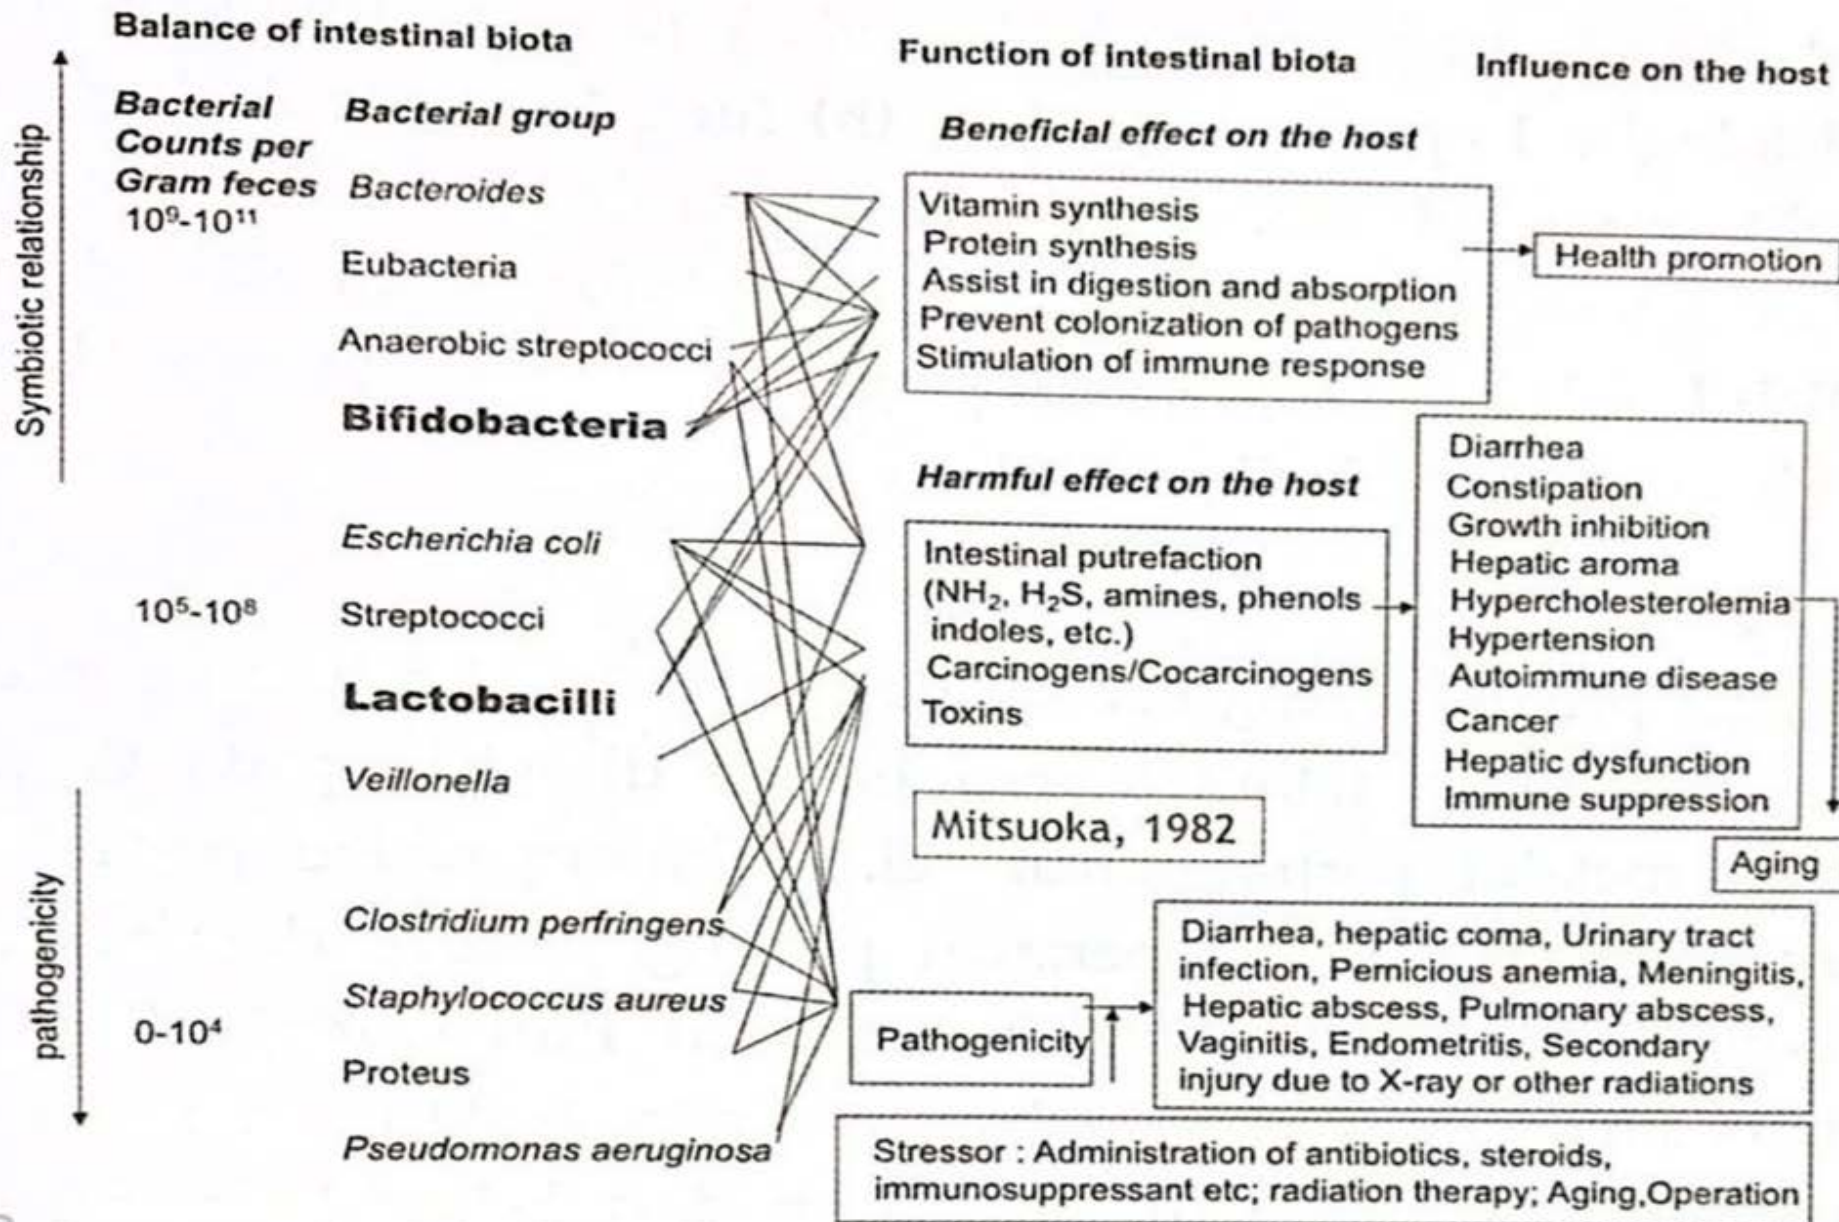 Balance of intestinal biota
Function of intestinal biota
Influence on the host
Symbiotic relationship
Bacterial
Counts per
Gram feces
10⁹-10¹¹
Bacterial group
Bacteroides
Eubacteria
Anaerobic streptococci
Bifidobacteria
Escherichia coli
10⁵-10⁸
Streptococci
Lactobacilli
Veillonella
pathogenicity
Clostridium perfringens
Staphylococcus aureus
0-10⁴
Proteus
Pseudomonas aeruginosa
Beneficial effect on the host
Vitamin synthesis
Protein synthesis
Assist in digestion and absorption
Prevent colonization of pathogens
Stimulation of immune response
Health promotion
Harmful effect on the host
Intestinal putrefaction
(NH₂, H₂S, amines, phenols
indoles, etc.)
Carcinogens/Cocarcinogens
Toxins
Diarrhea
Constipation
Growth inhibition
Hepatic aroma
Hypercholesterolemia
Hypertension
Autoimmune disease
Cancer
Hepatic dysfunction
Immune suppression
Mitsuoka, 1982
Aging
Pathogenicity
Diarrhea, hepatic coma, Urinary tract
infection, Pernicious anemia, Meningitis,
Hepatic abscess, Pulmonary abscess,
Vaginitis, Endometritis, Secondary
injury due to X-ray or other radiations
Stressor : Administration of antibiotics, steroids,
immunosuppressant etc; radiation therapy; Aging,Operation